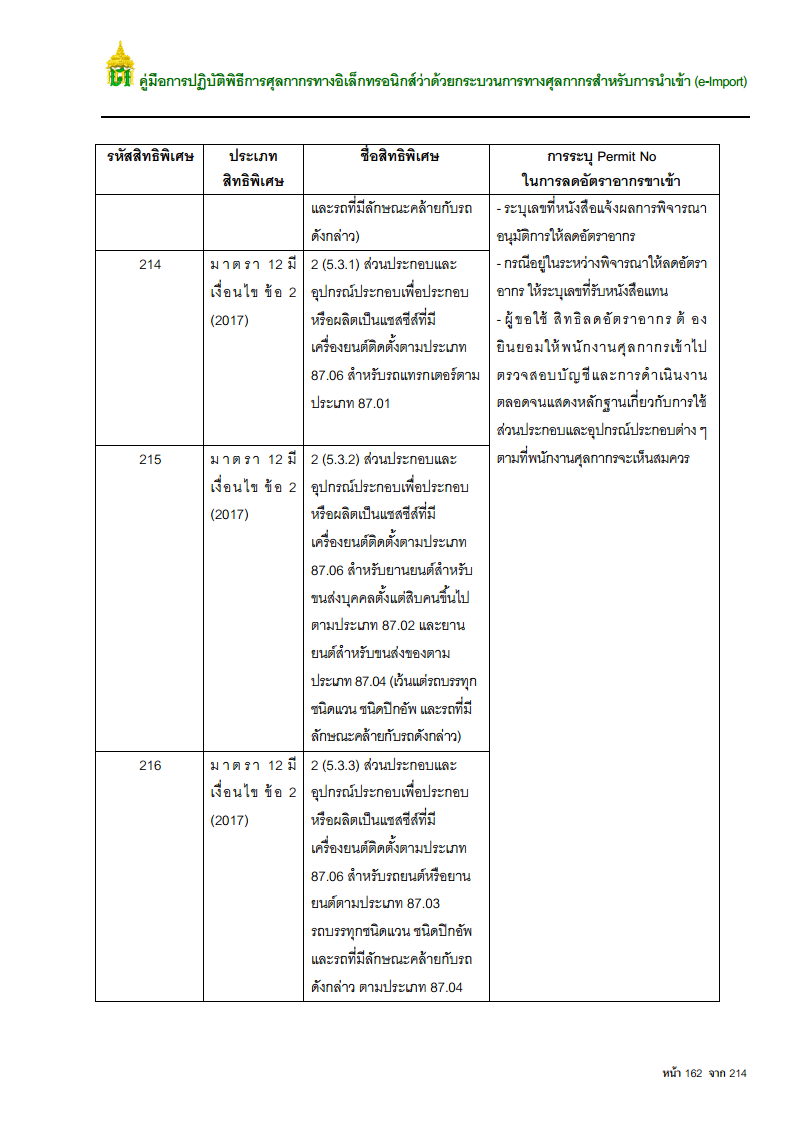 คู่มือการปฏิบัติพิธีการศุลกากรทางอิเล็กทรอนิกส์ว่าด้วยกระบวนการทางศุลกากรสำหรับการนำเข้า (e-Import)
รหัสสิทธิพิเศษ
ประเภท
สิทธิพิเศษ
ชื่อสิทธิพิเศษ
การระบุ Permit No
ในการลดอัตราอากรขาเข้า
และรถที่มีลักษณะคล้ายกับรถ
ดังกล่าว)
- ระบุเลขที่หนังสือแจ้งผลการพิจารณา
อนุมัติการให้ลดอัตราอากร
- กรณีอยู่ในระหว่างพิจารณาให้ลดอัตรา
อากร ให้ระบุเลขที่รับหนังสือแทน
- ผู้ขอใช้ สิทธิลดอัตราอากร ต้อง
ยินยอมให้พนักงานศุลกากรเข้าไป
ตรวจสอบบัญชีและการดำเนินงาน
ตลอดจนแสดงหลักฐานเกี่ยวกับการใช้
ส่วนประกอบและอุปกรณ์ประกอบต่าง ๆ
ตามที่พนักงานศุลกากรจะเห็นสมควร
214
มาตรา 12 มี
เงื่อนไข ข้อ 2
(2017)
2 (5.3.1) ส่วนประกอบและ
อุปกรณ์ประกอบเพื่อประกอบ
หรือผลิตเป็นแชสซีส์ที่มี
เครื่องยนต์ติดตั้งตามประเภท
87.06 สำหรับรถแทรกเตอร์ตาม
ประเภท 87.01
215
มาตรา 12 มี
เงื่อนไข ข้อ 2
(2017)
2 (5.3.2) ส่วนประกอบและ
อุปกรณ์ประกอบเพื่อประกอบ
หรือผลิตเป็นแชสซีส์ที่มี
เครื่องยนต์ติดตั้งตามประเภท
87.06 สำหรับยานยนต์สำหรับ
ขนส่งบุคคลตั้งแต่สิบคนขึ้นไป
ตามประเภท 87.02 และยาน
ยนต์สำหรับขนส่งของตาม
ประเภท 87.04 (เว้นแต่รถบรรทุก
ชนิดแวน ชนิดปิกอัพ และรถที่มี
ลักษณะคล้ายกับรถดังกล่าว)
216
มาตรา 12 มี
เงื่อนไข ข้อ 2
(2017)
2 (5.3.3) ส่วนประกอบและ
อุปกรณ์ประกอบเพื่อประกอบ
หรือผลิตเป็นแชสซีส์ที่มี
เครื่องยนต์ติดตั้งตามประเภท
87.06 สำหรับรถยนต์หรือยาน
ยนต์ตามประเภท 87.03
รถบรรทุกชนิดแวน ชนิดปิกอัพ
และรถที่มีลักษณะคล้ายกับรถ
ดังกล่าว ตามประเภท 87.04
หน้า 162 จาก 214